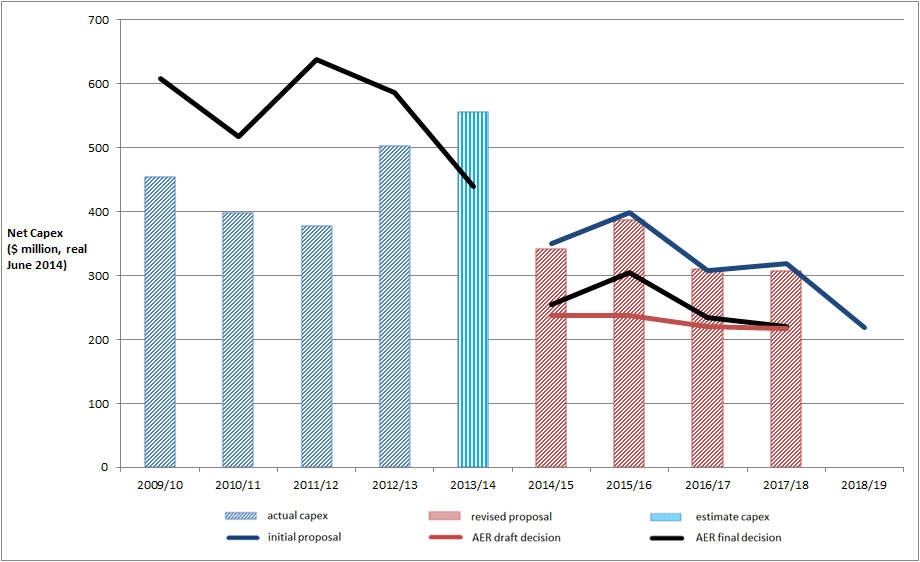 700
600
500
400
300
200
100
0
Net Capex
($ million, real
June 2014)
2009/10 2010/11 2011/12 2012/13 2013/14 2014/15 2015/16 2016/17 2017/18 2018/19
actual capex revised proposal estimate capex
initial proposal AER draft decision AER final decision